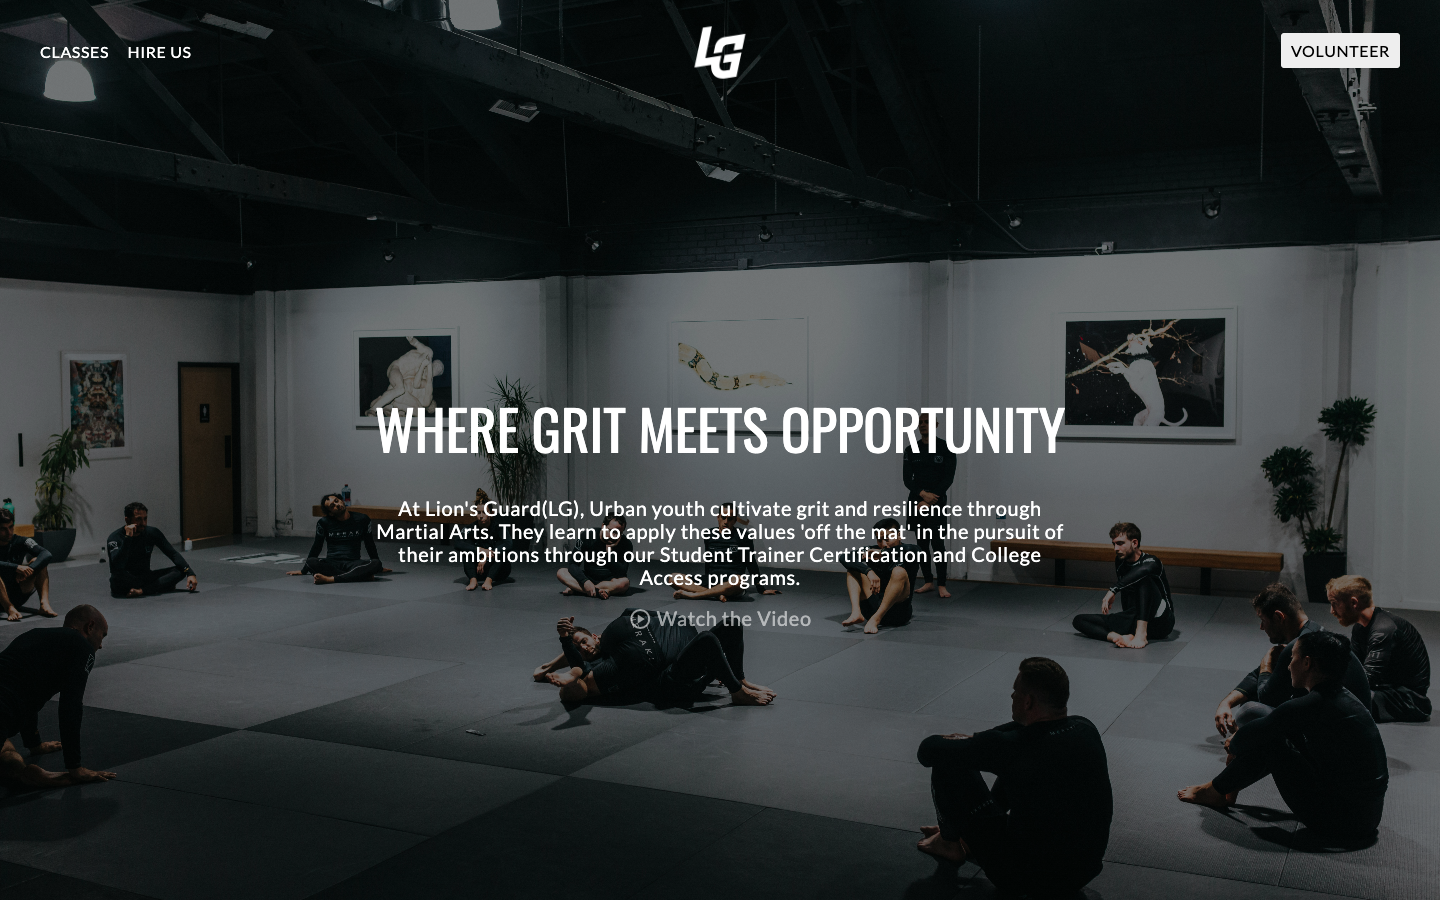 CLASSES HIRE US
LG
VOLUNTEER
WHERE GRIT MEETS OPPORTUNITY
At Lion's Guard(LG), Urban youth cultivate grit and resilience through
Martial Arts. They learn to apply these values 'off the mat' in the pursuit of
their ambitions through our Student Trainer Certification and College
Access programs.
Watch the Video